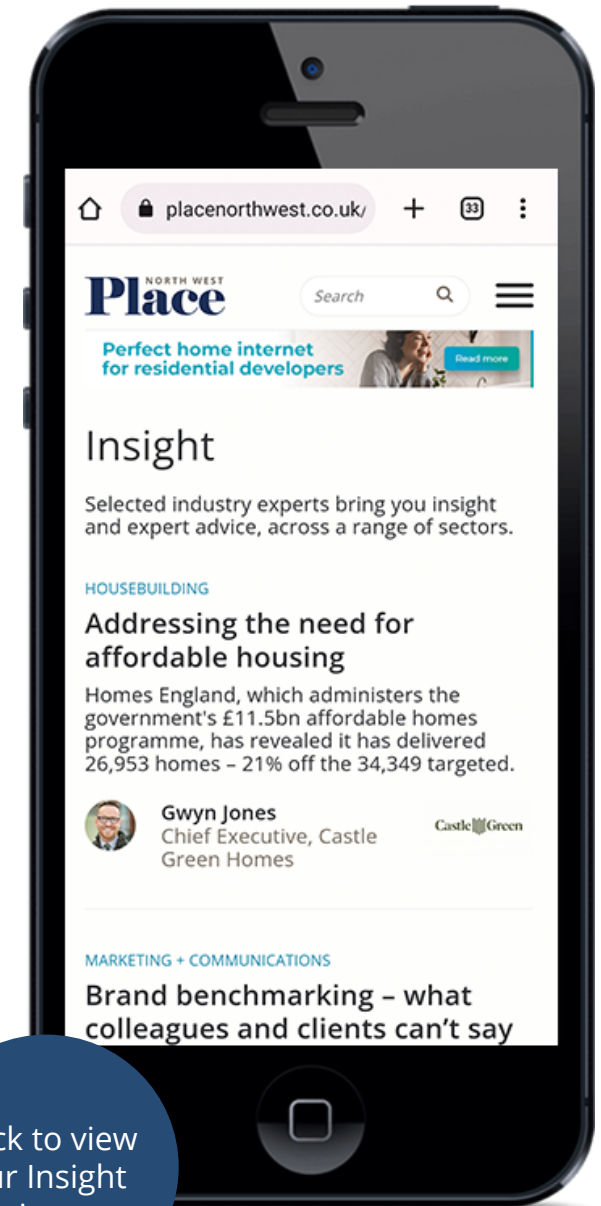 placenorthwest.co.uk/
33
NORTH WEST
Place
Search
Perfect home internet
for residential developers
Read more
Insight
Selected industry experts bring you insight
and expert advice, across a range of sectors.
HOUSEBUILDING
Addressing the need for
affordable housing
Homes England, which administers the
government's £11.5bn affordable homes
programme, has revealed it has delivered
26,953 homes – 21% off the 34,349 targeted.
Gwyn Jones
Chief Executive, Castle
Green Homes
Castle Green
MARKETING + COMMUNICATIONS
Brand benchmarking – what
colleagues and clients can't say
to view
Insight